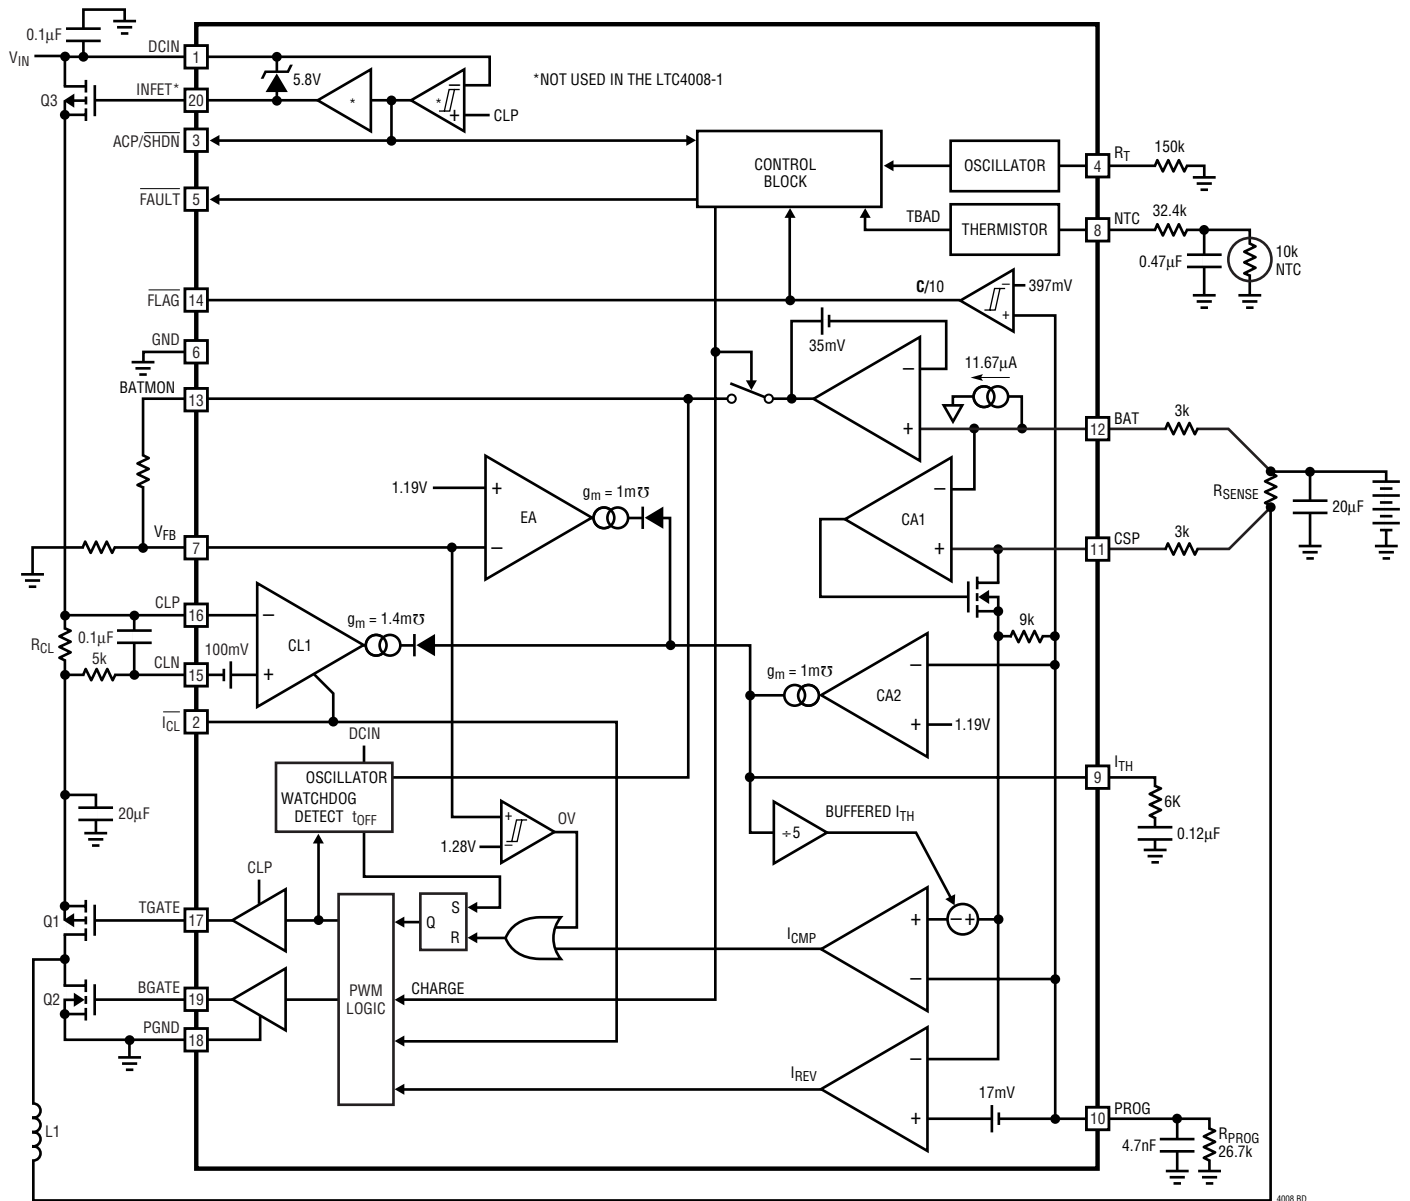 0.1µF
VIN
DCIN
1
5.8V
*NOT USED IN THE LTC4008-1
Q3
INFET*
20
*
*
−
+
CLP
ACP/SHDN
3
CONTROL
BLOCK
OSCILLATOR
4
RT
150k
FAULT
5
TBAD
THERMISTOR
8
NTC
32.4k
0.47µF
10k
NTC
FLAG
14
C/10
−
+
397mV
GND
6
35mV
11.67µA
BATMON
13
−
+
12
BAT
3k
1.19V
+
−
EA
gm = 1m℧
−
+
CA1
RSENSE
20µF
VFB
7
11
CSP
3k
CLP
16
RCL
0.1µF
5k
CLN
15
100mV
−
+
CL1
gm = 1.4m℧
9k
gm = 1m℧
−
+
CA2
1.19V
ICL
2
DCIN
OSCILLATOR
WATCHDOG
DETECT tOFF
9
ITH
6K
0.12µF
20µF
+
−
1.28V
OV
÷5
BUFFERED ITH
CLP
Q1
TGATE
17
PWM
LOGIC
Q
S
R
ICMP
+
−
−+
Q2
BGATE
19
CHARGE
PGND
18
IREV
−
+
17mV
10
PROG
4.7nF
RPROG
26.7k
L1
4008 BD